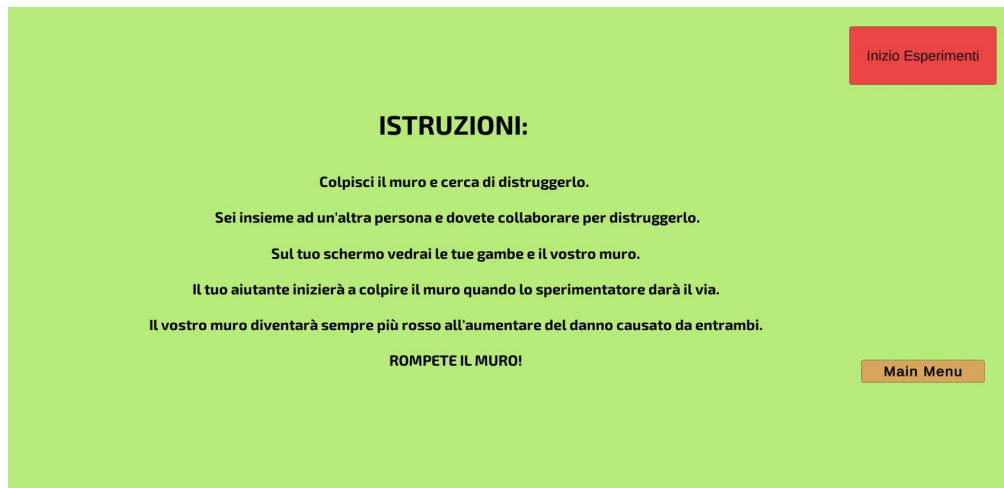 Inizio Esperimenti
ISTRUZIONI:
Colpisci il muro e cerca di distruggerlo.
Sei insieme ad un'altra persona e dovete collaborare per distruggerlo.
Sul tuo schermo vedrai le tue gambe e il vostro muro.
Il tuo aiutante inizierà a colpire il muro quando lo sperimentatore darà il via.
Il vostro muro diventarà sempre più rosso all'aumentare del danno causato da entrambi.
ROMPETE IL MURO!
Main Menu